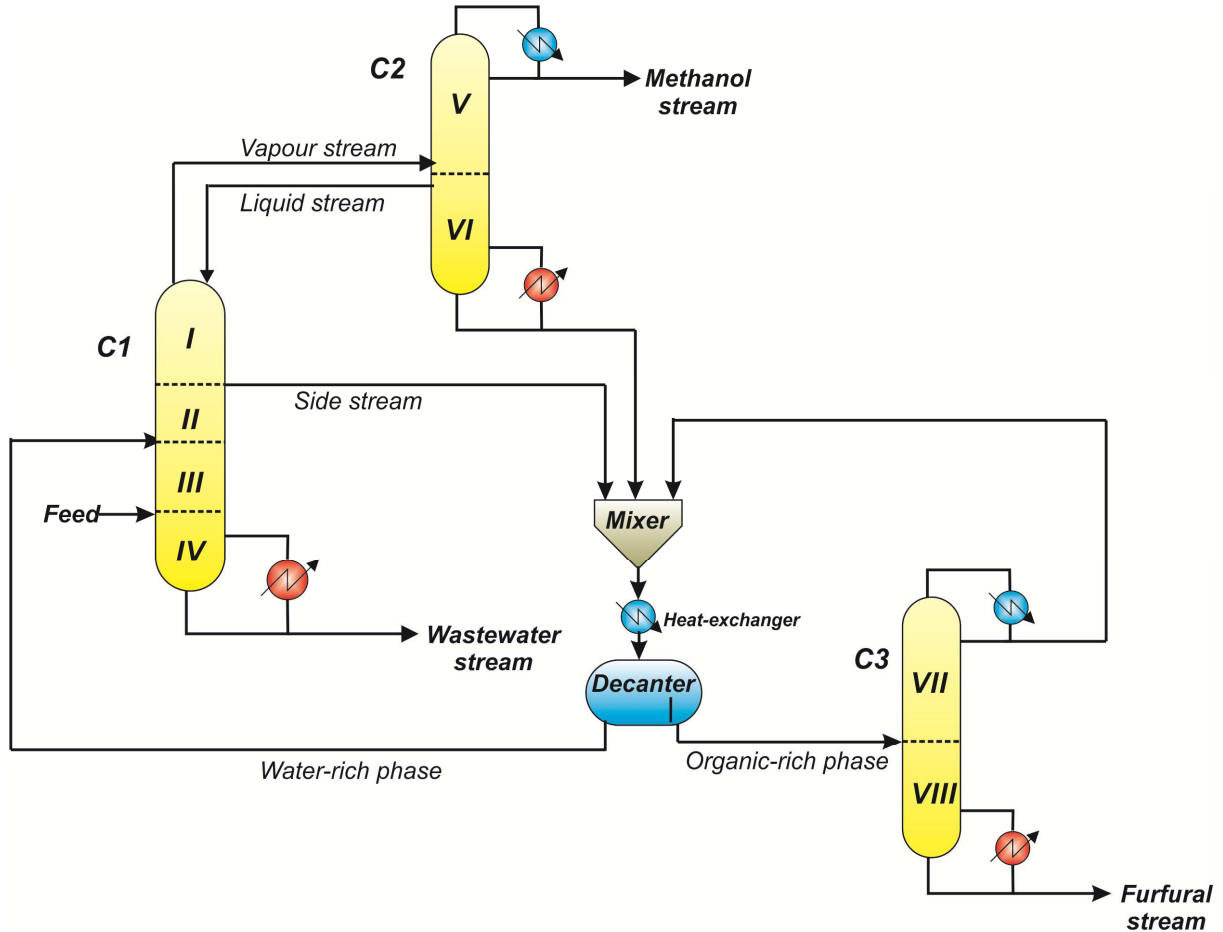 C2
V
Methanol
stream
Vapour stream
Liquid stream
VI
C1
I
Side stream
II
III
Feed
IV
Mixer
Heat-exchanger
Wastewater
stream
Decanter
C3
VII
Water-rich phase
Organic-rich phase
VIII
Furfural
stream